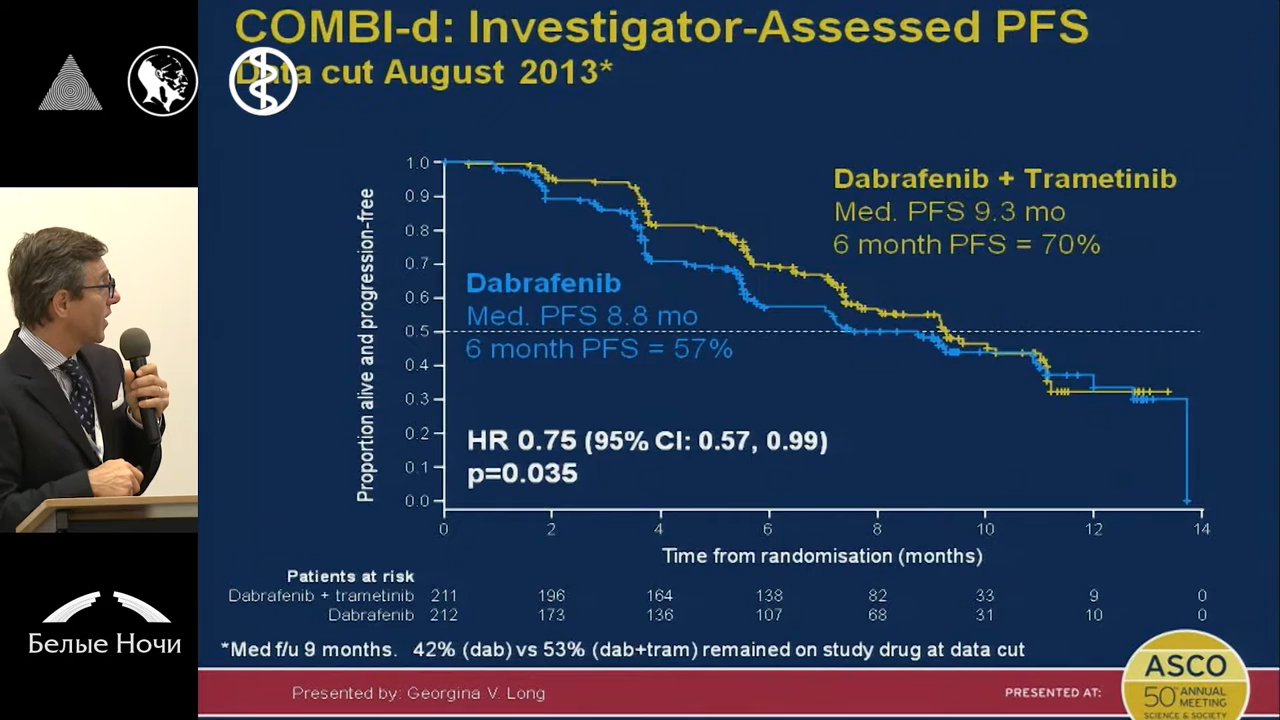 COMBI-d: Investigator-Assessed PFS
Data cut August 2013*
Dabrafenib + Trametinib
Med. PFS 9.3 mo
6 month PFS = 70%
Dabrafenib
Med. PFS 8.8 mo
6 month PFS = 57%
HR 0.75 (95% CI: 0.57, 0.99)
p=0.035
Proportion alive and progression-free
1.0
0.9
0.8
0.7
0.6
0.5
0.4
0.3
0.2
0.1
0.0
0 2 4 6 8 10 12 14
Time from randomisation (months)
Patients at risk
Dabrafenib + trametinib 211 196 164 138 82 33 9 0
Dabrafenib 212 173 136 107 68 31 10 0
*Med f/u 9 months. 42% (dab) vs 53% (dab+tram) remained on study drug at data cut
Presented by: Georgina V. Long
PRESENTED AT:
ASCO
50TH ANNUAL
MEETING
SCIENCE & SOCIETY
Белые Ночи